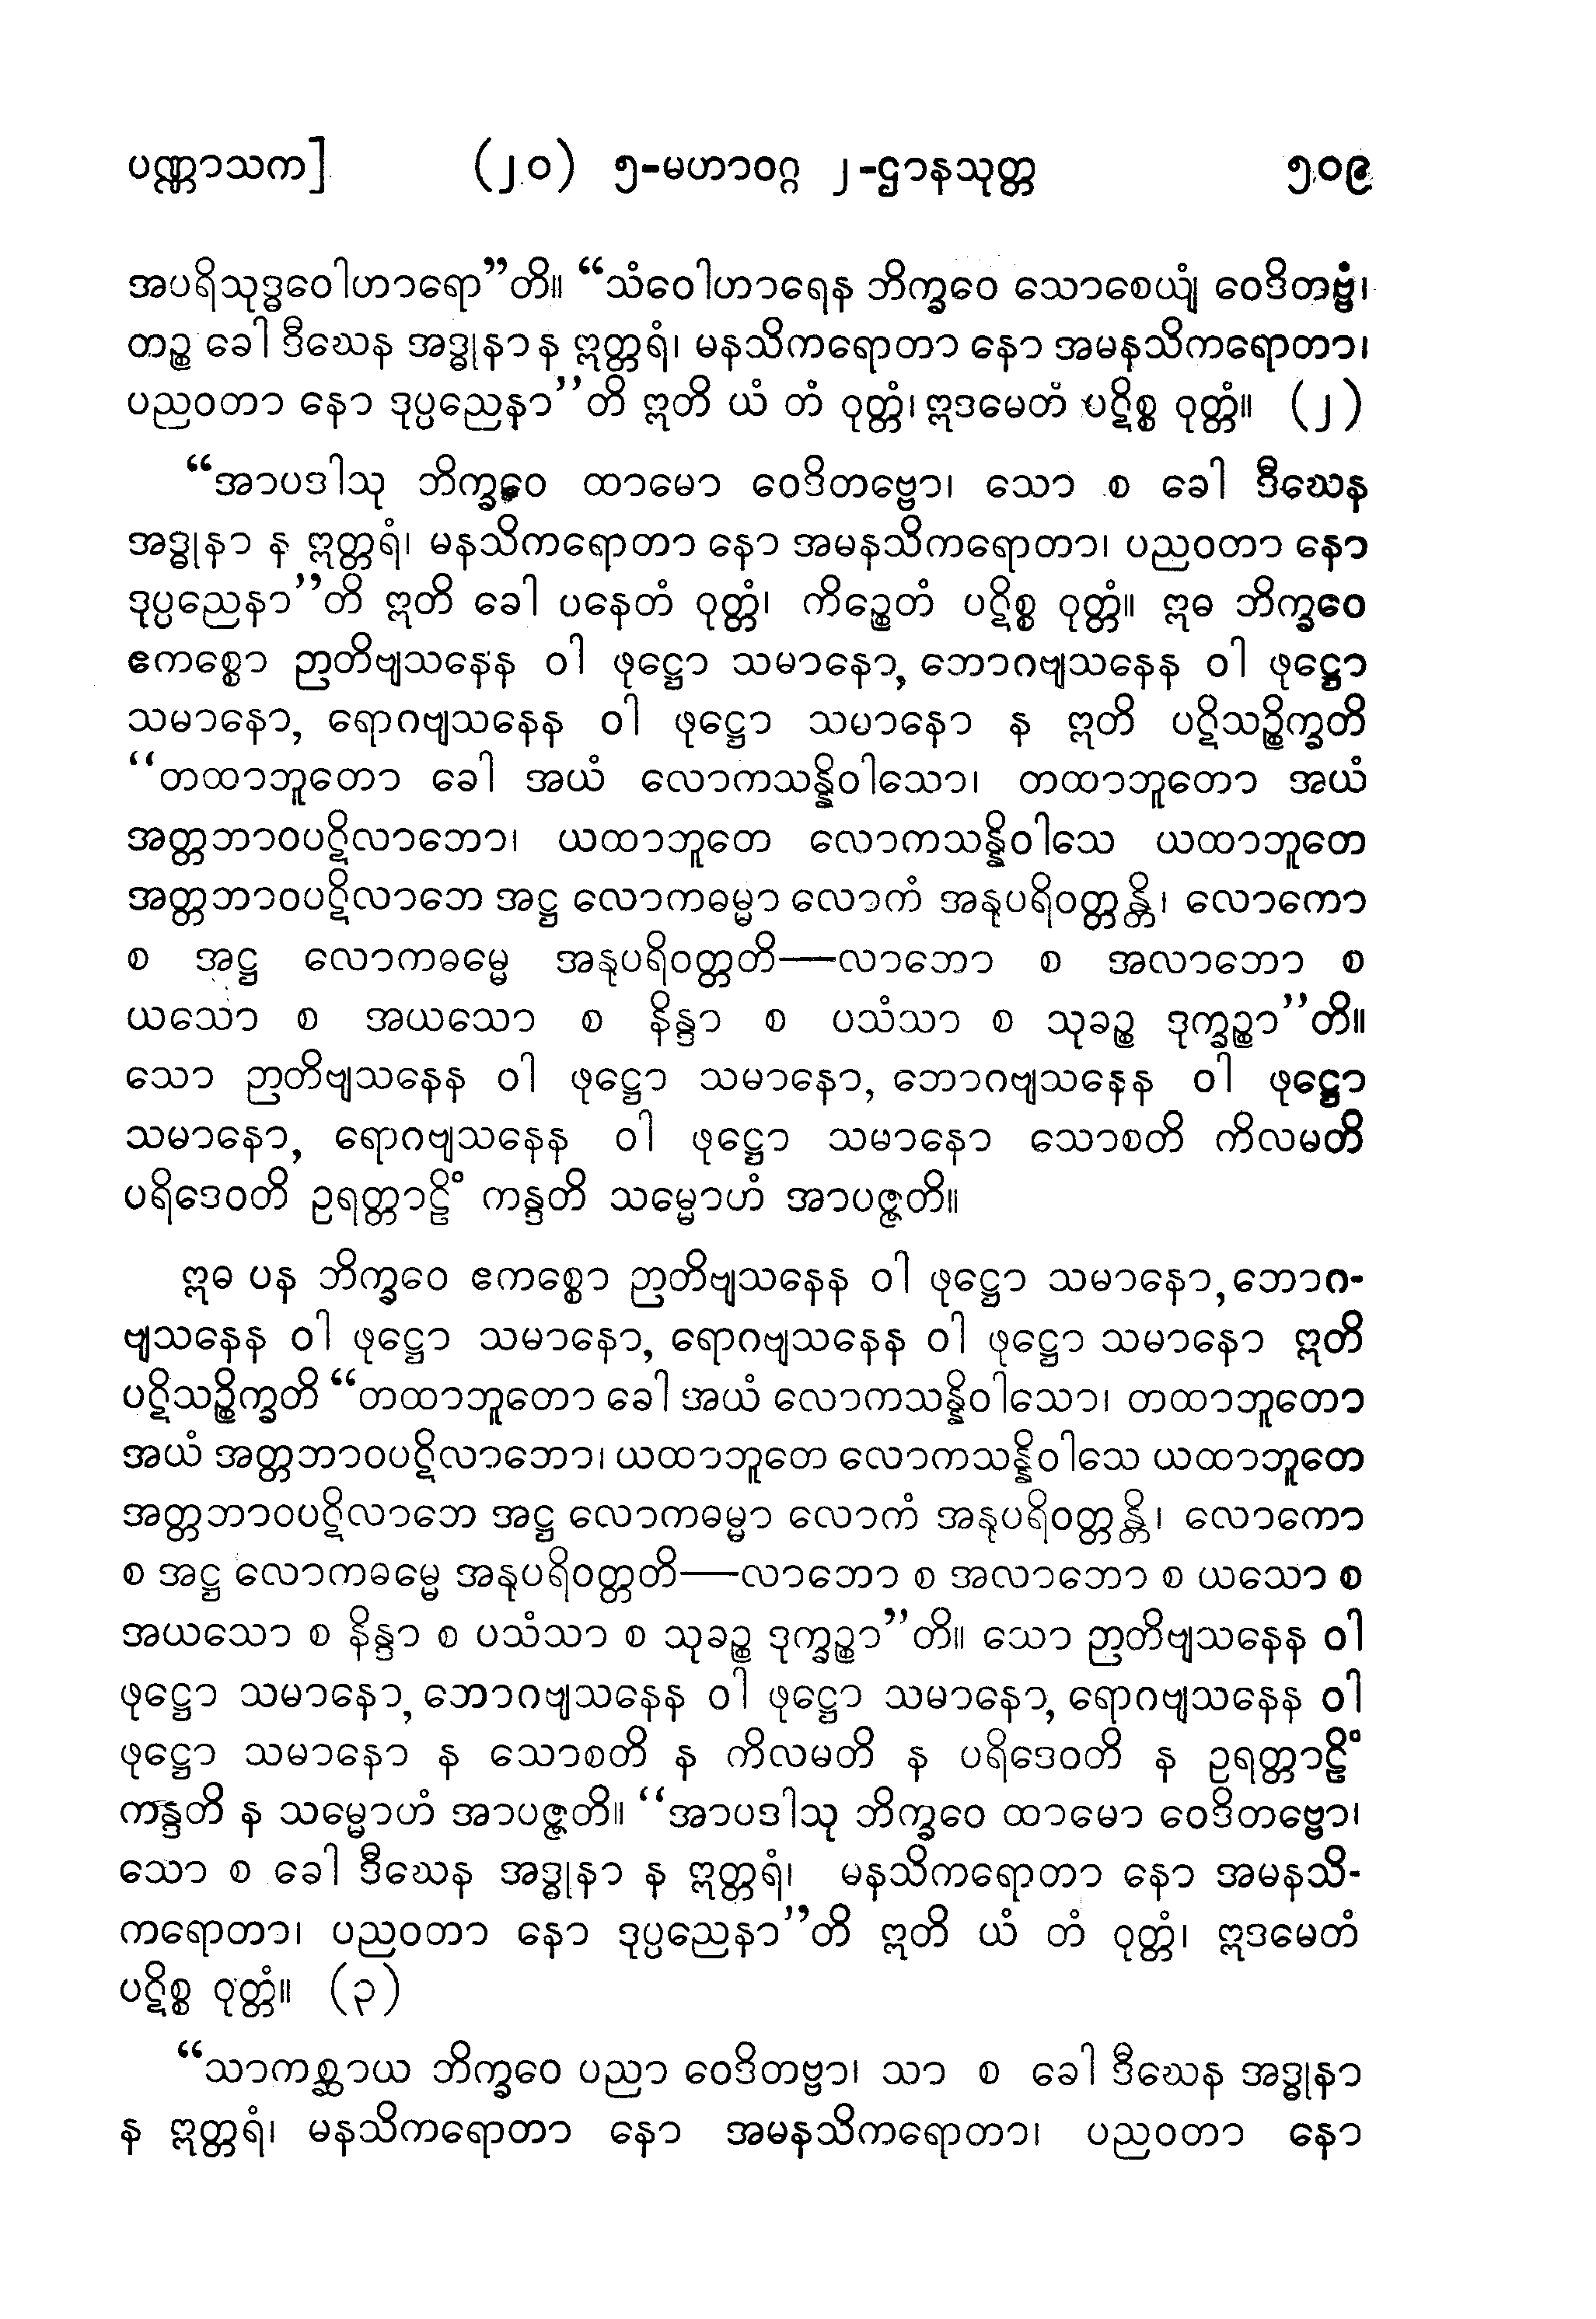 ပဏ္ဏာသက] (၂၀) ၅-မဟာဝဂ္ဂ ၂-ဌာနသုတ္တ ၅၀၉
အပရိသုဒ္ဓဝေါဟာရော”တိ။ “သံဝေါဟာရေန ဘိက္ခဝေ သောစေယျံ ဝေဒိတဗ္ဗံ၊
တဉ္စ ခေါ ဒီဃေန အဒ္ဓုနာ န ဣတ္တရံ၊ မနသိကရောတာ နော အမနသိကရောတာ၊
ပညဝတာ နော ဒုပ္ပညေနာ”တိ ဣတိ ယံ တံ ဝုတ္တံ၊ ဣဒမေတံ ပဋိစ္စ ဝုတ္တံ။ (၂)
“အာပဒါသု ဘိက္ခဝေ ထာမော ဝေဒိတဗ္ဗော၊ သော စ ခေါ ဒီဃေန
အဒ္ဓုနာ န ဣတ္တရံ၊ မနသိကရောတာ နော အမနသိကရောတာ၊ ပညဝတာ နော
ဒုပ္ပညေနာ”တိ ဣတိ ခေါ ပနေတံ ဝုတ္တံ၊ ကိဉ္စေတံ ပဋိစ္စ ဝုတ္တံ။ ဣဓ ဘိက္ခဝေ
ဧကစ္စော ဉာတိဗျသနေန ဝါ ဖုဋ္ဌော သမာနော, ဘောဂဗျသနေန ဝါ ဖုဋ္ဌော
သမာနော, ရောဂဗျသနေန ဝါ ဖုဋ္ဌော သမာနော န ဣတိ ပဋိသဉ္စိက္ခတိ
“တထာဘူတော ခေါ အယံ လောကသန္နိဝါသော၊ တထာဘူတော အယံ
အတ္တဘာဝပဋိလာဘော၊ ယထာဘူတေ လောကသန္နိဝါသေ ယထာဘူတေ
အတ္တဘာဝပဋိလာဘေ အဋ္ဌ လောကဓမ္မာ လောကံ အနုပရိဝတ္တန္တိ၊ လောကော
စ အဋ္ဌ လောကဓမ္မေ အနုပရိဝတ္တတိ—လာဘော စ အလာဘော စ
ယသော စ အယသော စ နိန္ဒာ စ ပသံသာ စ သုခဉ္စ ဒုက္ခဉ္စာ”တိ။
သော ဉာတိဗျသနေန ဝါ ဖုဋ္ဌော သမာနော, ဘောဂဗျသနေန ဝါ ဖုဋ္ဌော
သမာနော, ရောဂဗျသနေန ဝါ ဖုဋ္ဌော သမာနော သောစတိ ကိလမတိ
ပရိဒေဝတိ ဥရတ္တာဠိံ ကန္ဒတိ သမ္မောဟံ အာပဇ္ဇတိ။
ဣဓ ပန ဘိက္ခဝေ ဧကစ္စော ဉာတိဗျသနေန ဝါ ဖုဋ္ဌော သမာနော, ဘောဂ-
ဗျသနေန ဝါ ဖုဋ္ဌော သမာနော, ရောဂဗျသနေန ဝါ ဖုဋ္ဌော သမာနော ဣတိ
ပဋိသဉ္စိက္ခတိ “တထာဘူတော ခေါ အယံ လောကသန္နိဝါသော၊ တထာဘူတော
အယံ အတ္တဘာဝပဋိလာဘော၊ ယထာဘူတေ လောကသန္နိဝါသေ ယထာဘူတေ
အတ္တဘာဝပဋိလာဘေ အဋ္ဌ လောကဓမ္မာ လောကံ အနုပရိဝတ္တန္တိ၊ လောကော
စ အဋ္ဌ လောကဓမ္မေ အနုပရိဝတ္တတိ—လာဘော စ အလာဘော စ ယသော စ
အယသော စ နိန္ဒာ စ ပသံသာ စ သုခဉ္စ ဒုက္ခဉ္စာ”တိ။ သော ဉာတိဗျသနေန ဝါ
ဖုဋ္ဌော သမာနော, ဘောဂဗျသနေန ဝါ ဖုဋ္ဌော သမာနော, ရောဂဗျသနေန ဝါ
ဖုဋ္ဌော သမာနော န သောစတိ န ကိလမတိ န ပရိဒေဝတိ န ဥရတ္တာဠိံ
ကန္ဒတိ န သမ္မောဟံ အာပဇ္ဇတိ။ “အာပဒါသု ဘိက္ခဝေ ထာမော ဝေဒိတဗ္ဗော၊
သော စ ခေါ ဒီဃေန အဒ္ဓုနာ န ဣတ္တရံ၊ မနသိကရောတာ နော အမနသိ-
ကရောတာ၊ ပညဝတာ နော ဒုပ္ပညေနာ”တိ ဣတိ ယံ တံ ဝုတ္တံ၊ ဣဒမေတံ
ပဋိစ္စ ဝုတ္တံ။ (၃)
“သာကစ္ဆာယ ဘိက္ခဝေ ပညာ ဝေဒိတဗ္ဗာ၊ သာ စ ခေါ ဒီဃေန အဒ္ဓုနာ
န ဣတ္တရံ၊ မနသိကရောတာ နော အမနသိကရောတာ၊ ပညဝတာ နော